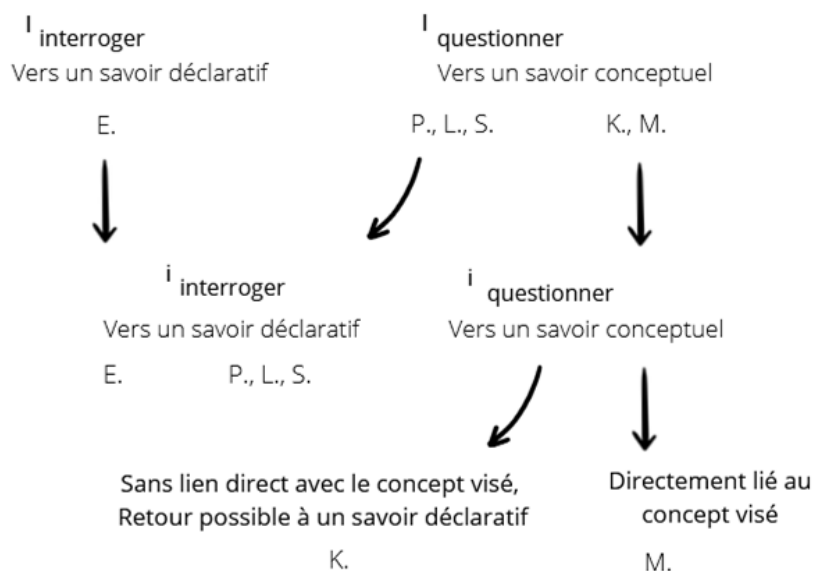 I interroger I questionner
Vers un savoir déclaratif Vers un savoir conceptuel
E. P., L., S. K., M.
i interroger i questionner
Vers un savoir déclaratif Vers un savoir conceptuel
E. P., L., S.
Sans lien direct avec le concept visé,
Retour possible à un savoir déclaratif
K.
Directement lié au
concept visé
M.